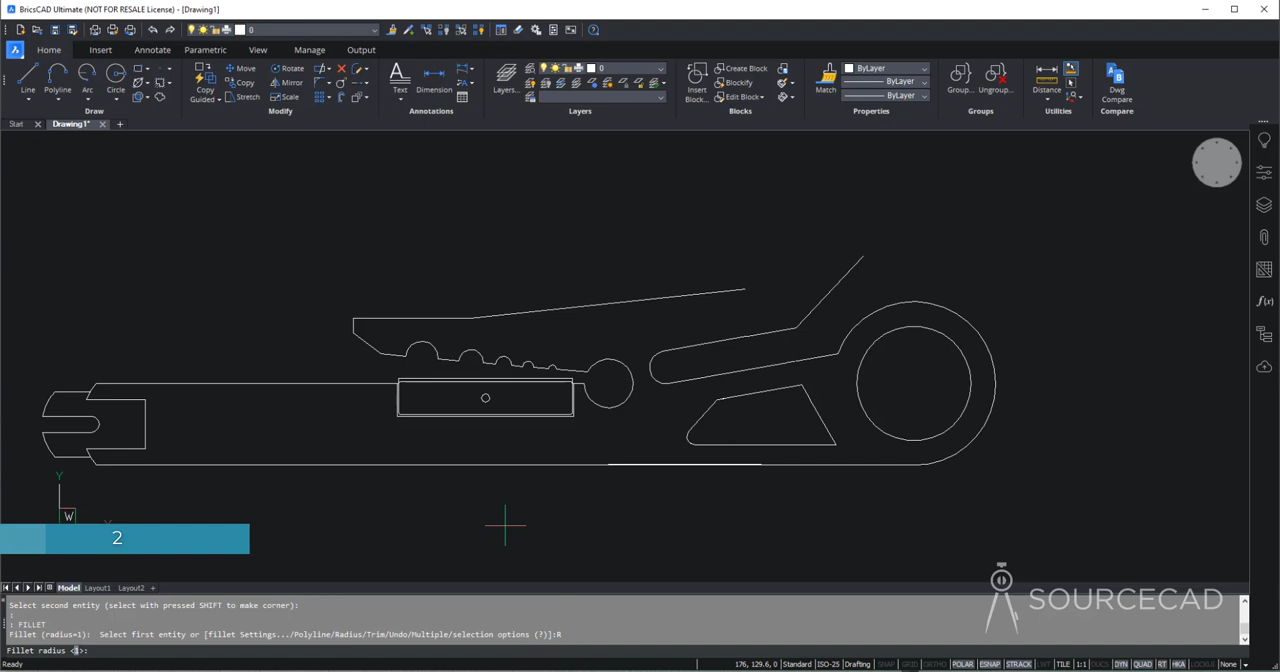 BricsCAD Ultimate (NOT FOR RESALE License) - [Drawing1]
0
Home Insert Annotate Parametric View Manage Output
Line Polyline Arc Circle
Draw
Copy Guided
Move
Copy
Stretch
Rotate
Mirror
Scale
Modify
Text Dimension
Annotations
Layers...
0
Layers
Insert Block...
Create Block
Blockify
Edit Block
Blocks
Match
ByLayer
ByLayer
ByLayer
Properties
Group... Ungroup...
Groups
Distance
Utilities
Dwg Compare
Compare
Start Drawing1*
f(x)
Y
W
X
2
Model Layout1 Layout2
SOURCECAD
Select second entity (select with pressed SHIFT to make corner):
:
: FILLET
Fillet (radius=1): Select first entity or [fillet Settings.../Polyline/Radius/Trim/Undo/Multiple/selection options (?)]:R
Fillet radius <1>:
Ready
176, 129.6, 0 Standard ISO-25 Drafting SNAP GRID ORTHO POLAR ESNAP STRACK LWT TILE 1:1 DUCS DYN QUAD RT HKA None